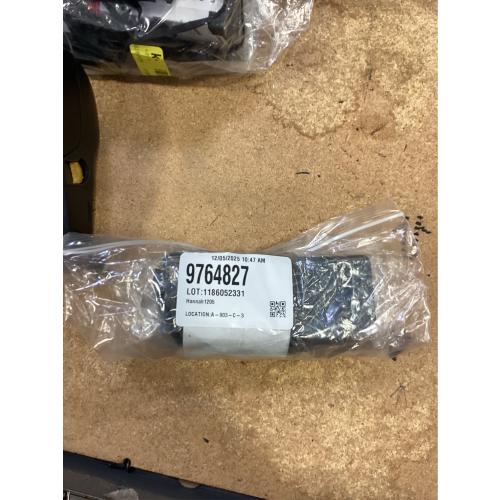 12/05/2025 10:47 AM
9764827
LOT:1186052331
Hannah1205
LOCATION:A-903-C-3